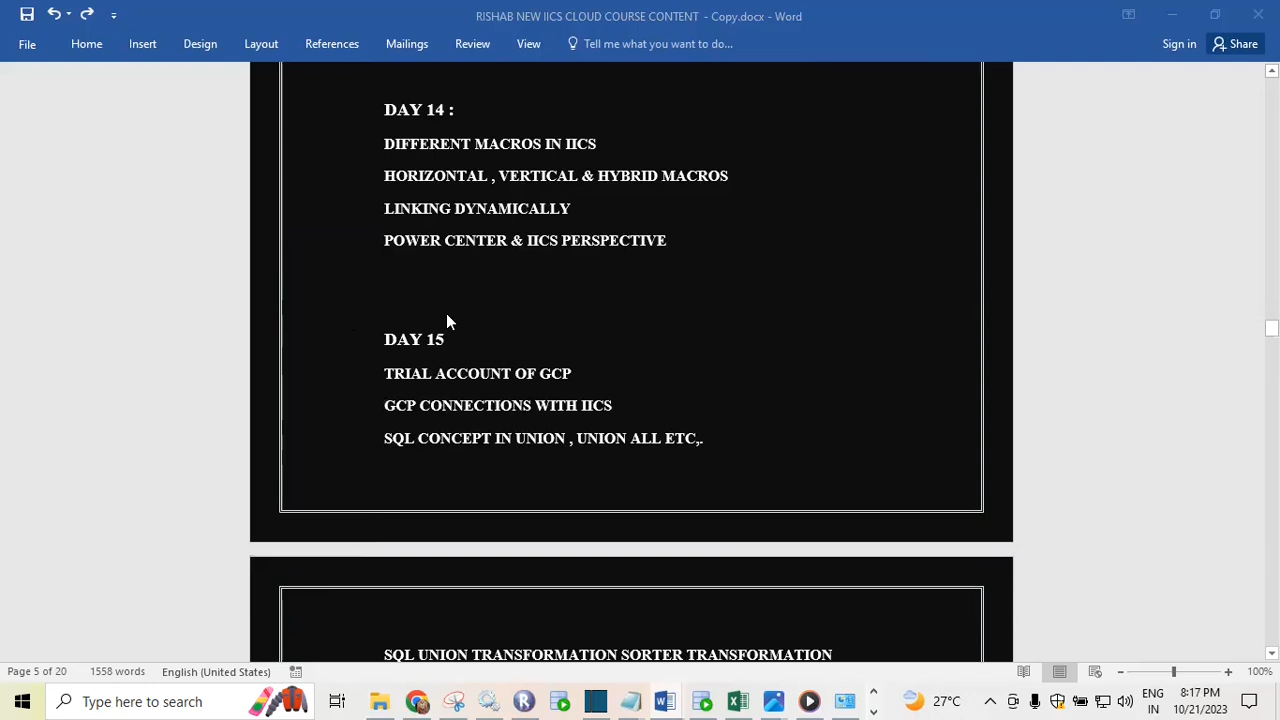 RISHAB NEW IICS CLOUD COURSE CONTENT - Copy.docx - Word
File Home Insert Design Layout References Mailings Review View Tell me what you want to do... Sign in Share
DAY 14 :
DIFFERENT MACROS IN IICS
HORIZONTAL , VERTICAL & HYBRID MACROS
LINKING DYNAMICALLY
POWER CENTER & IICS PERSPECTIVE
DAY 15
TRIAL ACCOUNT OF GCP
GCP CONNECTIONS WITH IICS
SQL CONCEPT IN UNION , UNION ALL ETC,.
SQL UNION TRANSFORMATION SORTER TRANSFORMATION
Page 5 of 20 1558 words English (United States) 100%
Type here to search 27°C ENG 8:17 PM
IN 10/21/2023